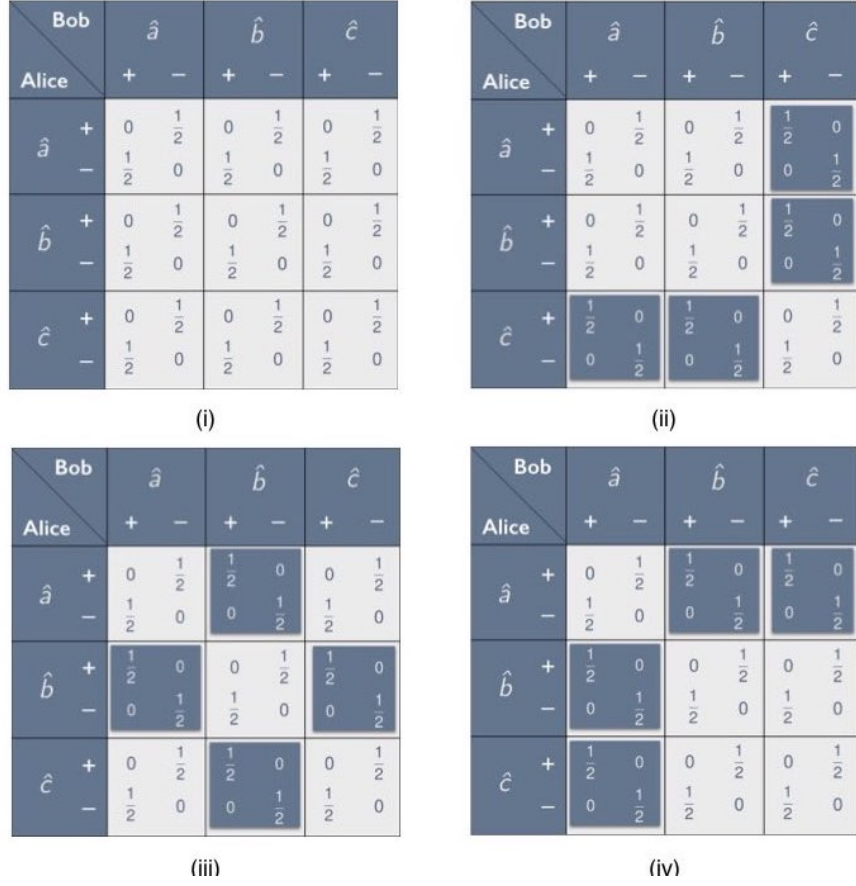 Bob â b̂ ĉ
Alice + − + − + −
â + 0 1/2 0 1/2 0 1/2
− 1/2 0 1/2 0 1/2 0
b̂ + 0 1/2 0 1/2 0 1/2
− 1/2 0 1/2 0 1/2 0
ĉ + 0 1/2 0 1/2 0 1/2
− 1/2 0 1/2 0 1/2 0
(i)
Bob â b̂ ĉ
Alice + − + − + −
â + 0 1/2 0 1/2 1/2 0
− 1/2 0 1/2 0 0 1/2
b̂ + 0 1/2 0 1/2 1/2 0
− 1/2 0 1/2 0 0 1/2
ĉ + 1/2 0 1/2 0 0 1/2
− 0 1/2 0 1/2 1/2 0
(ii)
Bob â b̂ ĉ
Alice + − + − + −
â + 0 1/2 1/2 0 0 1/2
− 1/2 0 0 1/2 1/2 0
b̂ + 1/2 0 0 1/2 1/2 0
− 0 1/2 1/2 0 0 1/2
ĉ + 0 1/2 1/2 0 0 1/2
− 1/2 0 0 1/2 1/2 0
(iii)
Bob â b̂ ĉ
Alice + − + − + −
â + 0 1/2 1/2 0 1/2 0
− 1/2 0 0 1/2 0 1/2
b̂ + 1/2 0 0 1/2 0 1/2
− 0 1/2 1/2 0 1/2 0
ĉ + 1/2 0 0 1/2 0 1/2
− 0 1/2 1/2 0 1/2 0
(iv)